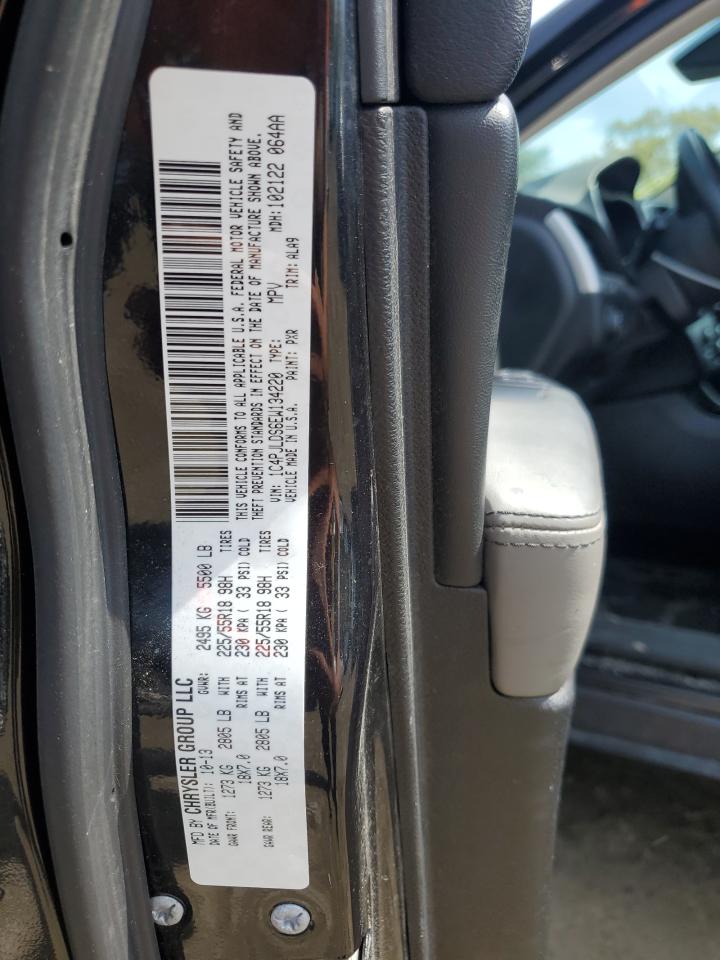 MFD BY CHRYSLER GROUP LLC
DATE OF MFR(BUILT): 10-13 GVWR: 2495 KG 5500 LB
GAWR FRONT: 1273 KG 2805 LB WITH 225/55R18 98H TIRES
18X7.0 RIMS AT 230 KPA ( 33 PSI) COLD
GAWR REAR: 1273 KG 2805 LB WITH 225/55R18 98H TIRES
18X7.0 RIMS AT 230 KPA ( 33 PSI) COLD
THIS VEHICLE CONFORMS TO ALL APPLICABLE U.S.A. FEDERAL MOTOR VEHICLE SAFETY AND
THEFT PREVENTION STANDARDS IN EFFECT ON THE DATE OF MANUFACTURE SHOWN ABOVE.
VIN: 1C4PJLDS6EW134220 TYPE: MPV MDH: 102122 064AA
VEHICLE MADE IN U.S.A. PAINT: PXR TRIM: ALA9